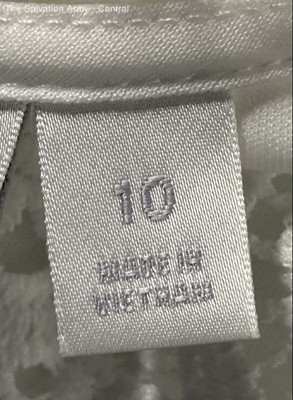 The Salvation Army - Central
10
MADE IN
VIETNAM